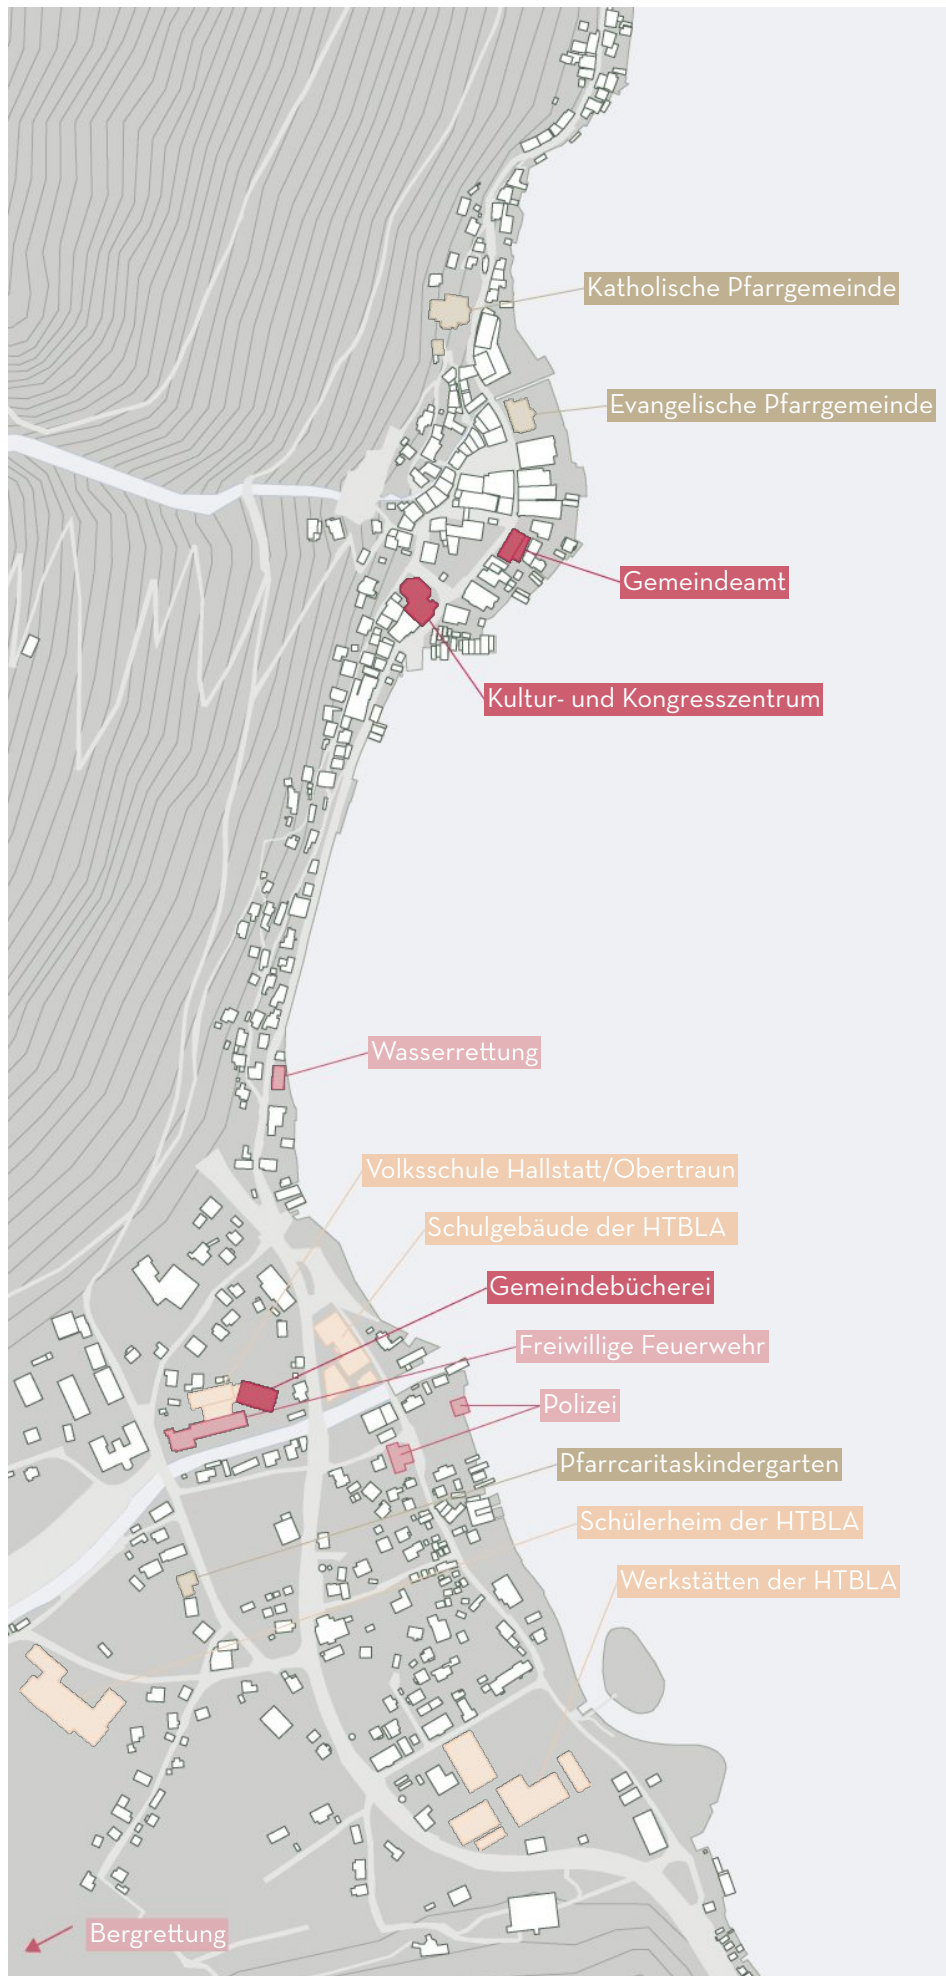 Katholische Pfarrgemeinde
Evangelische Pfarrgemeinde
Gemeindeamt
Kultur- und Kongresszentrum
Wasserrettung
Volksschule Hallstatt/Obertraun
Schulgebäude der HTBLA
Gemeindebücherei
Freiwillige Feuerwehr
Polizei
Pfarrcaritaskindergarten
Schülerheim der HTBLA
Werkstätten der HTBLA
Bergrettung